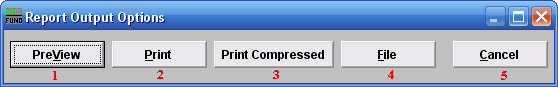 FUND
Report Output Options
PreView Print Print Compressed File Cancel
1 2 3 4 5